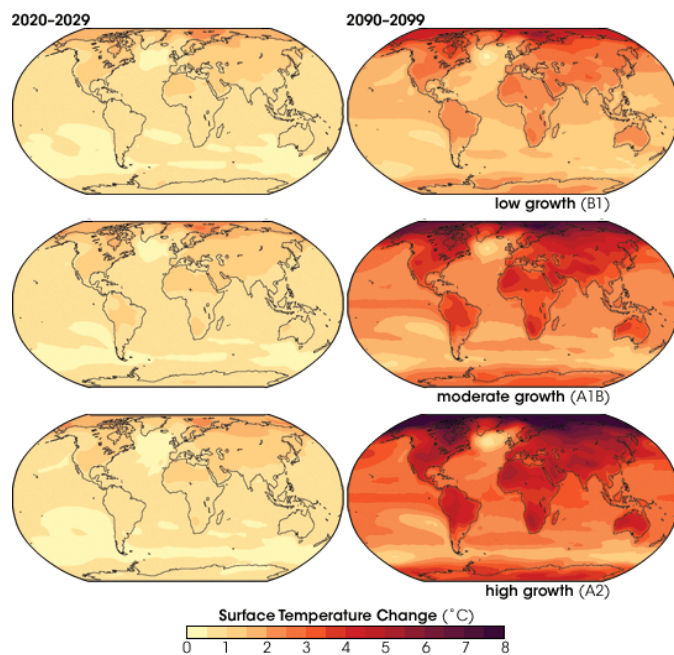 2020–2029
2090–2099
low growth (B1)
moderate growth (A1B)
high growth (A2)
Surface Temperature Change (°C)
0 1 2 3 4 5 6 7 8